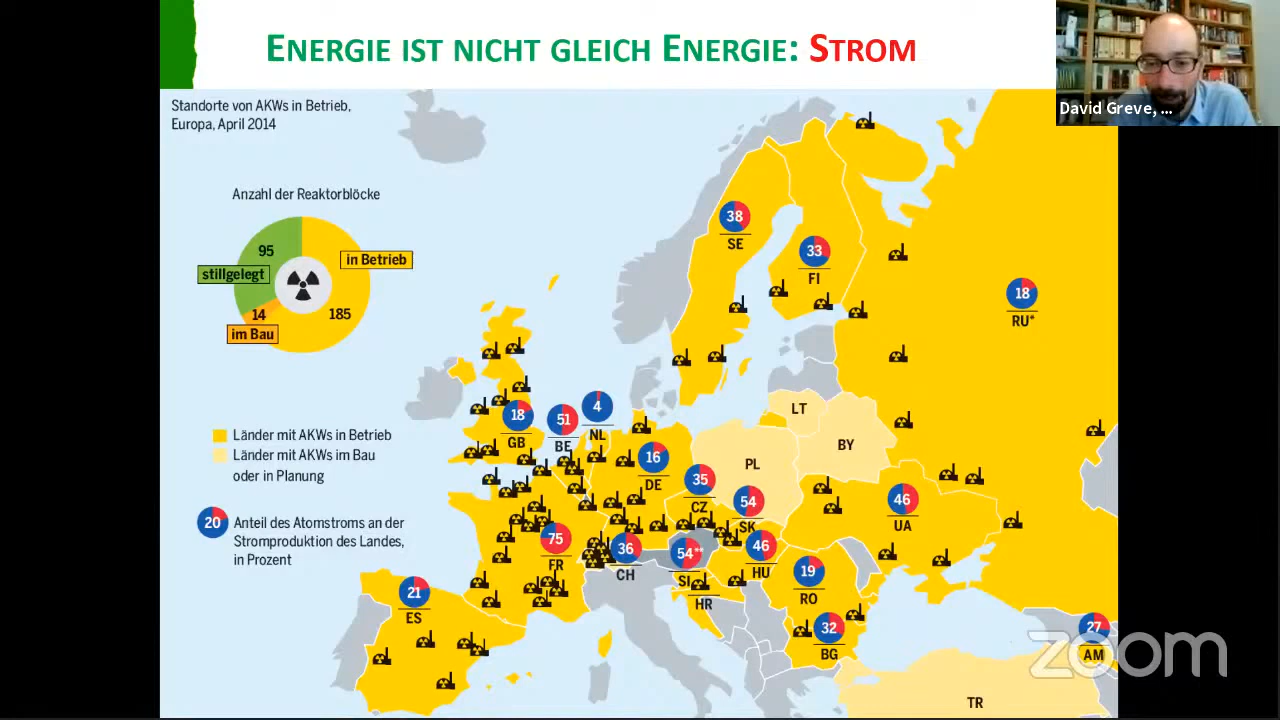 ENERGIE IST NICHT GLEICH ENERGIE: STROM
David Greve, ...
Standorte von AKWs in Betrieb,
Europa, April 2014
Anzahl der Reaktorblöcke
95
stillgelegt
in Betrieb
14
im Bau
185
Länder mit AKWs in Betrieb
Länder mit AKWs im Bau
oder in Planung
20
Anteil des Atomstroms an der
Stromproduktion des Landes,
in Prozent
38
SE
33
FI
18
RU*
18
GB
51
BE
4
NL
LT
BY
16
DE
PL
35
CZ
54
SK
46
UA
75
FR
36
CH
54**
SI
46
HU
HR
19
RO
21
ES
32
BG
27
AM
TR
zoom